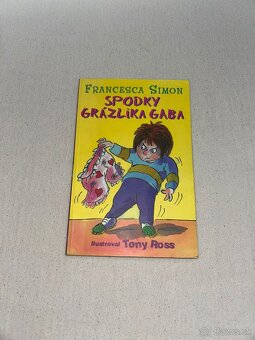 FRANCESCA SIMON
SPODKY
GRÁZLIKA GABA
Ilustroval Tony Ross